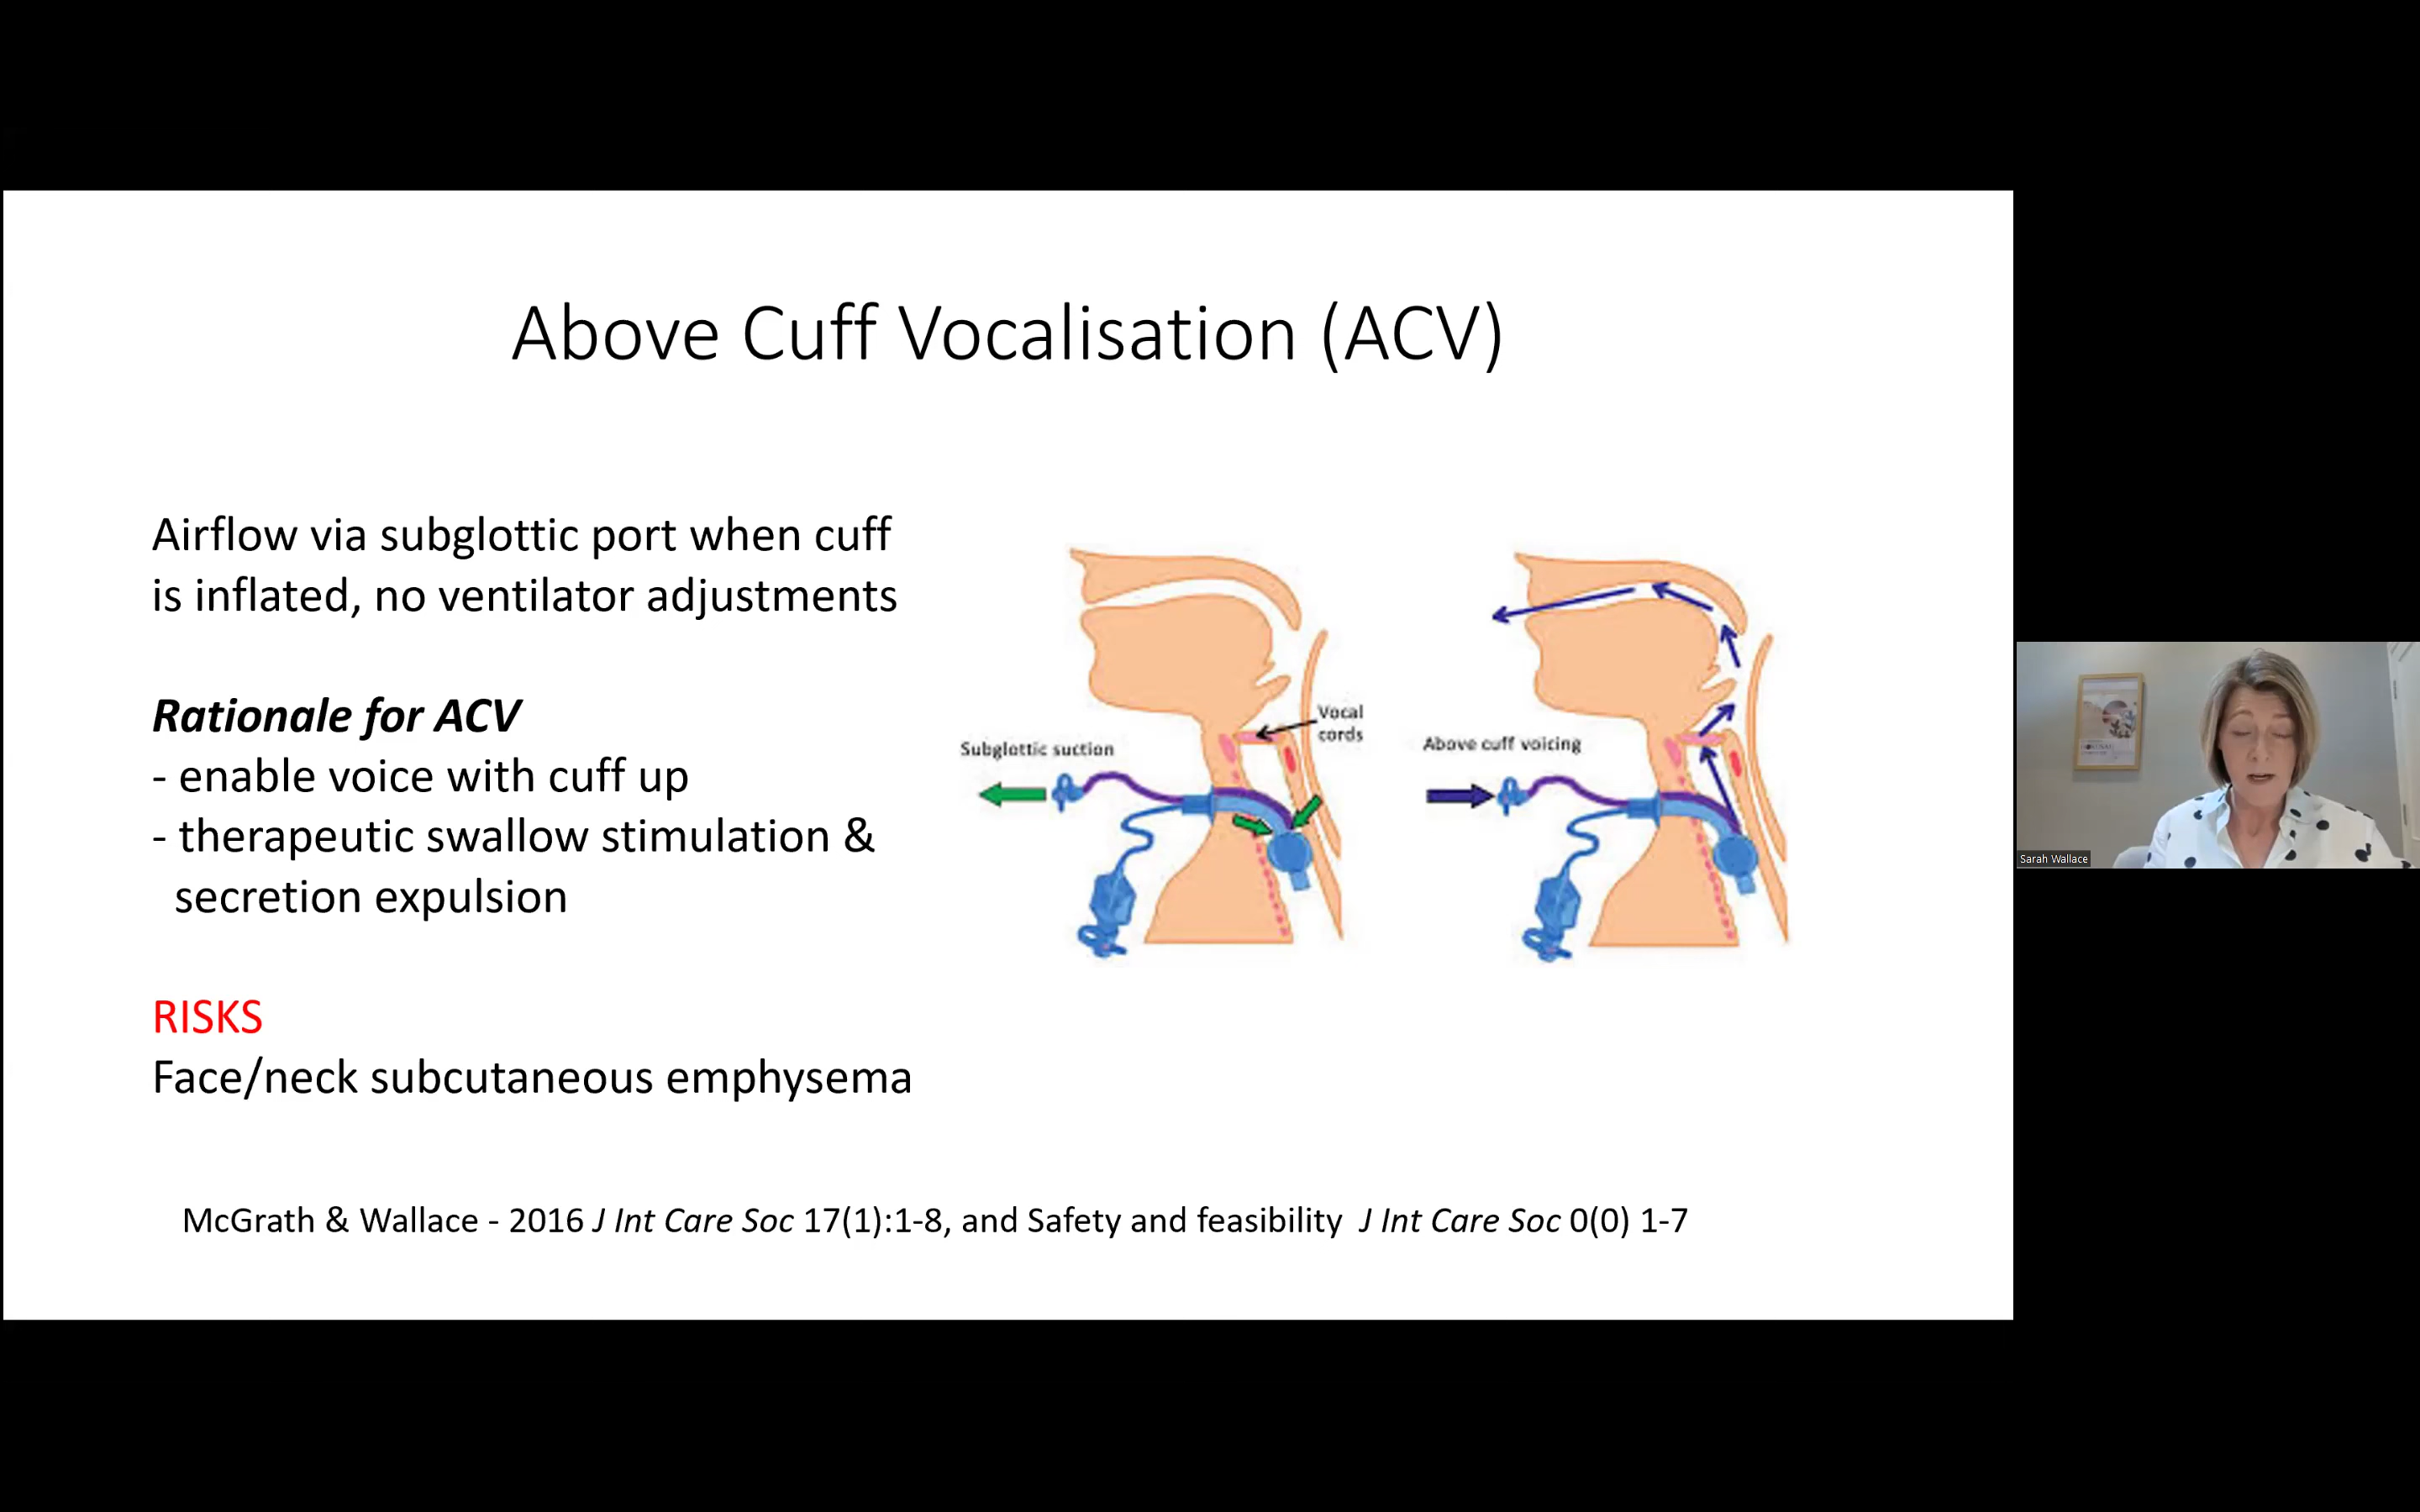 Above Cuff Vocalisation (ACV)
Airflow via subglottic port when cuff
is inflated, no ventilator adjustments
Rationale for ACV
- enable voice with cuff up
- therapeutic swallow stimulation &
secretion expulsion
RISKS
Face/neck subcutaneous emphysema
Subglottic suction
Vocal
cords
Above cuff voicing
McGrath & Wallace - 2016 J Int Care Soc 17(1):1-8, and Safety and feasibility J Int Care Soc 0(0) 1-7
Sarah Wallace